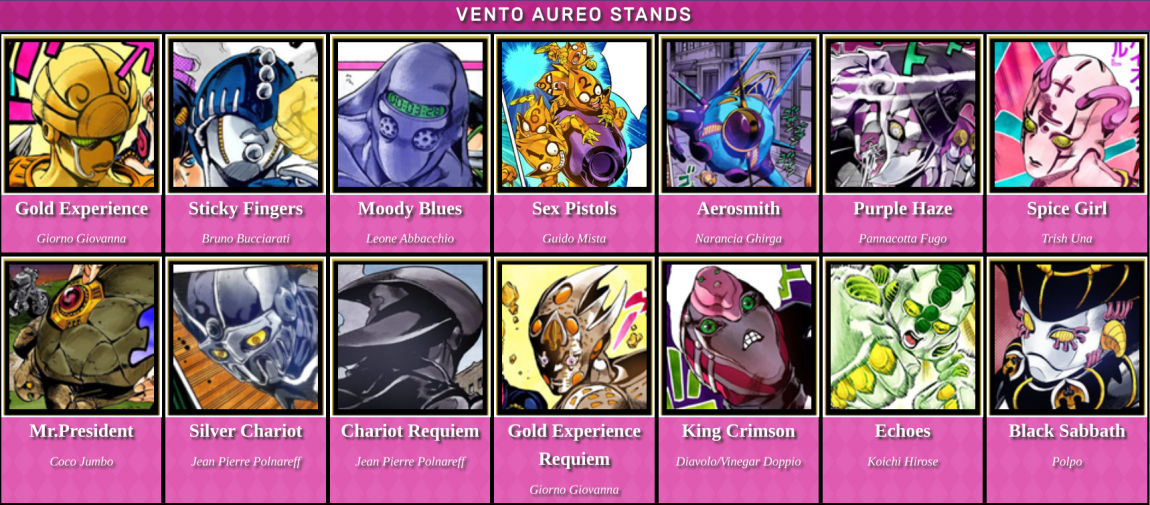 VENTO AUREO STANDS
Gold Experience
Giorno Giovanna
Sticky Fingers
Bruno Bucciarati
Moody Blues
Leone Abbacchio
Sex Pistols
Guido Mista
Aerosmith
Narancia Ghirga
Purple Haze
Pannacotta Fugo
Spice Girl
Trish Una
Mr.President
Coco Jumbo
Silver Chariot
Jean Pierre Polnareff
Chariot Requiem
Jean Pierre Polnareff
Gold Experience
Requiem
Giorno Giovanna
King Crimson
Diavolo/Vinegar Doppio
Echoes
Koichi Hirose
Black Sabbath
Polpo